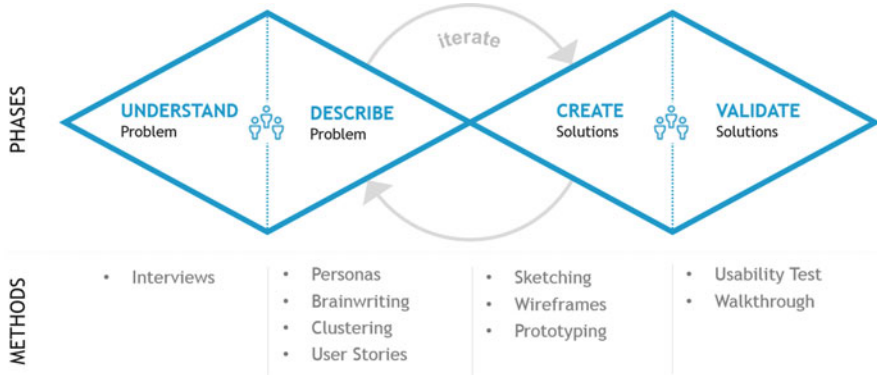 iterate
PHASES
UNDERSTAND
Problem
DESCRIBE
Problem
CREATE
Solutions
VALIDATE
Solutions
METHODS
• Interviews
• Personas
• Brainwriting
• Clustering
• User Stories
• Sketching
• Wireframes
• Prototyping
• Usability Test
• Walkthrough